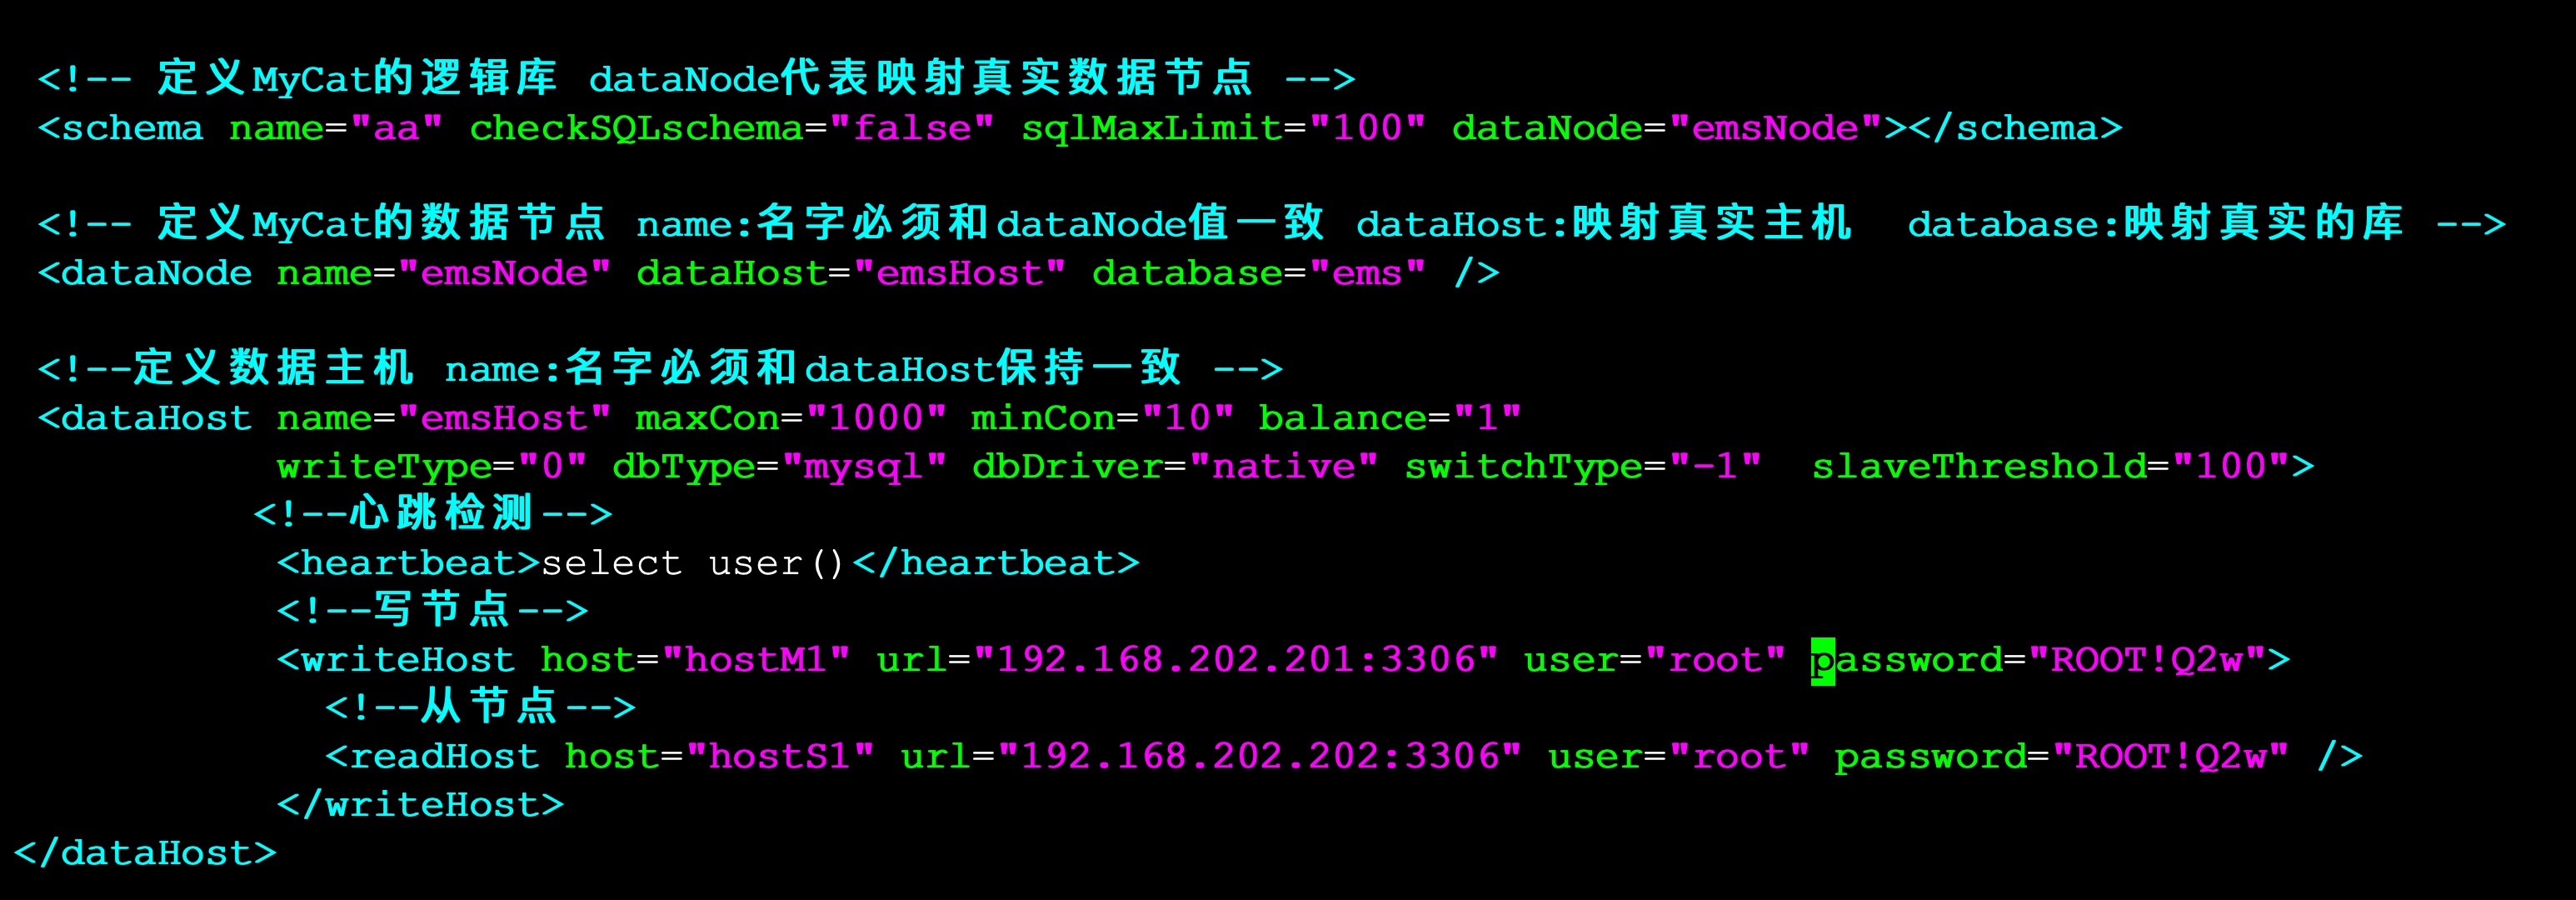 <!-- 定义MyCat的逻辑库 dataNode代表映射真实数据节点 -->
<schema name="aa" checkSQLschema="false" sqlMaxLimit="100" dataNode="emsNode"></schema>
<!-- 定义MyCat的数据节点 name:名字必须和dataNode值一致 dataHost:映射真实主机  database:映射真实的库 -->
<dataNode name="emsNode" dataHost="emsHost" database="ems" />
<!--定义数据主机 name:名字必须和dataHost保持一致 -->
<dataHost name="emsHost" maxCon="1000" minCon="10" balance="1"
writeType="0" dbType="mysql" dbDriver="native" switchType="-1"  slaveThreshold="100">
<!--心跳检测-->
<heartbeat>select user()</heartbeat>
<!--写节点-->
<writeHost host="hostM1" url="192.168.202.201:3306" user="root" password="ROOT!Q2w">
<!--从节点-->
<readHost host="hostS1" url="192.168.202.202:3306" user="root" password="ROOT!Q2w" />
</writeHost>
</dataHost>